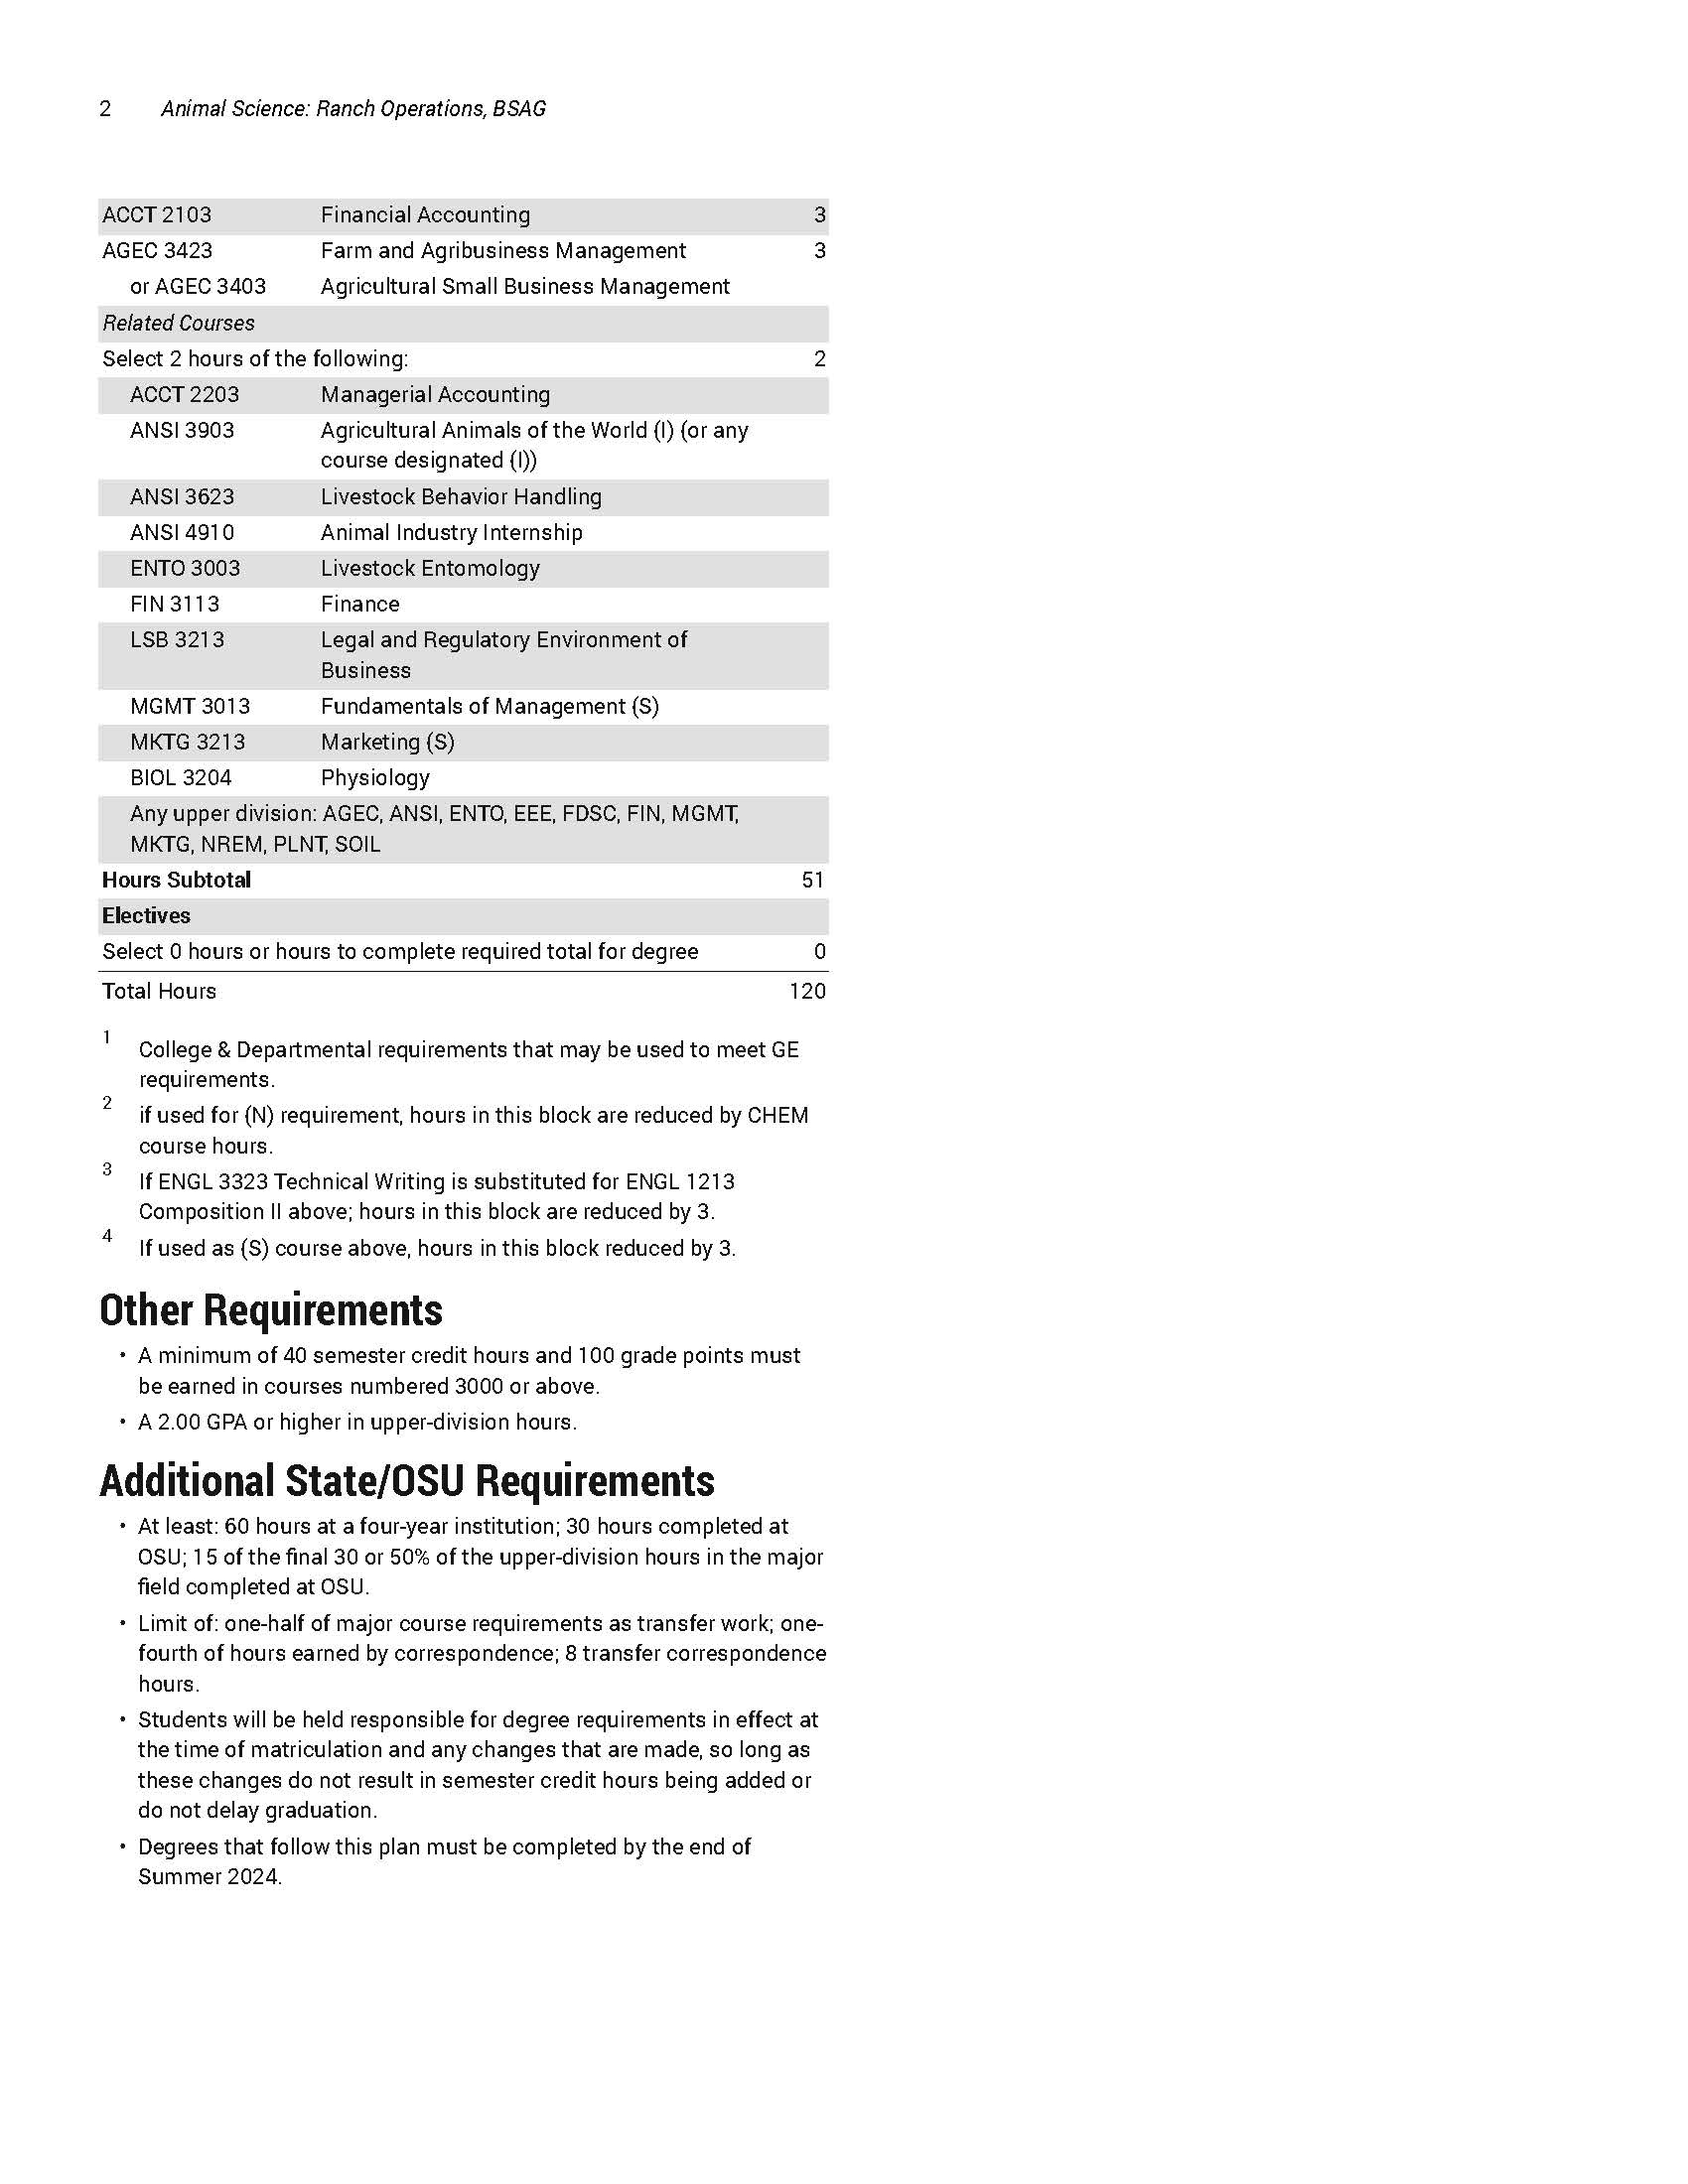 2 Animal Science: Ranch Operations, BSAG
ACCT 2103 Financial Accounting 3
AGEC 3423 Farm and Agribusiness Management 3
or AGEC 3403 Agricultural Small Business Management
Related Courses
Select 2 hours of the following: 2
ACCT 2203 Managerial Accounting
ANSI 3903 Agricultural Animals of the World (I) (or any
course designated (I))
ANSI 3623 Livestock Behavior Handling
ANSI 4910 Animal Industry Internship
ENTO 3003 Livestock Entomology
FIN 3113 Finance
LSB 3213 Legal and Regulatory Environment of
Business
MGMT 3013 Fundamentals of Management (S)
MKTG 3213 Marketing (S)
BIOL 3204 Physiology
Any upper division: AGEC, ANSI, ENTO, EEE, FDSC, FIN, MGMT,
MKTG, NREM, PLNT, SOIL
Hours Subtotal 51
Electives
Select 0 hours or hours to complete required total for degree 0
Total Hours 120
1 College & Departmental requirements that may be used to meet GE
requirements.
2 if used for (N) requirement, hours in this block are reduced by CHEM
course hours.
3 If ENGL 3323 Technical Writing is substituted for ENGL 1213
Composition II above; hours in this block are reduced by 3.
4 If used as (S) course above, hours in this block reduced by 3.
Other Requirements
• A minimum of 40 semester credit hours and 100 grade points must
be earned in courses numbered 3000 or above.
• A 2.00 GPA or higher in upper-division hours.
Additional State/OSU Requirements
• At least: 60 hours at a four-year institution; 30 hours completed at
OSU; 15 of the final 30 or 50% of the upper-division hours in the major
field completed at OSU.
• Limit of: one-half of major course requirements as transfer work; one-
fourth of hours earned by correspondence; 8 transfer correspondence
hours.
• Students will be held responsible for degree requirements in effect at
the time of matriculation and any changes that are made, so long as
these changes do not result in semester credit hours being added or
do not delay graduation.
• Degrees that follow this plan must be completed by the end of
Summer 2024.